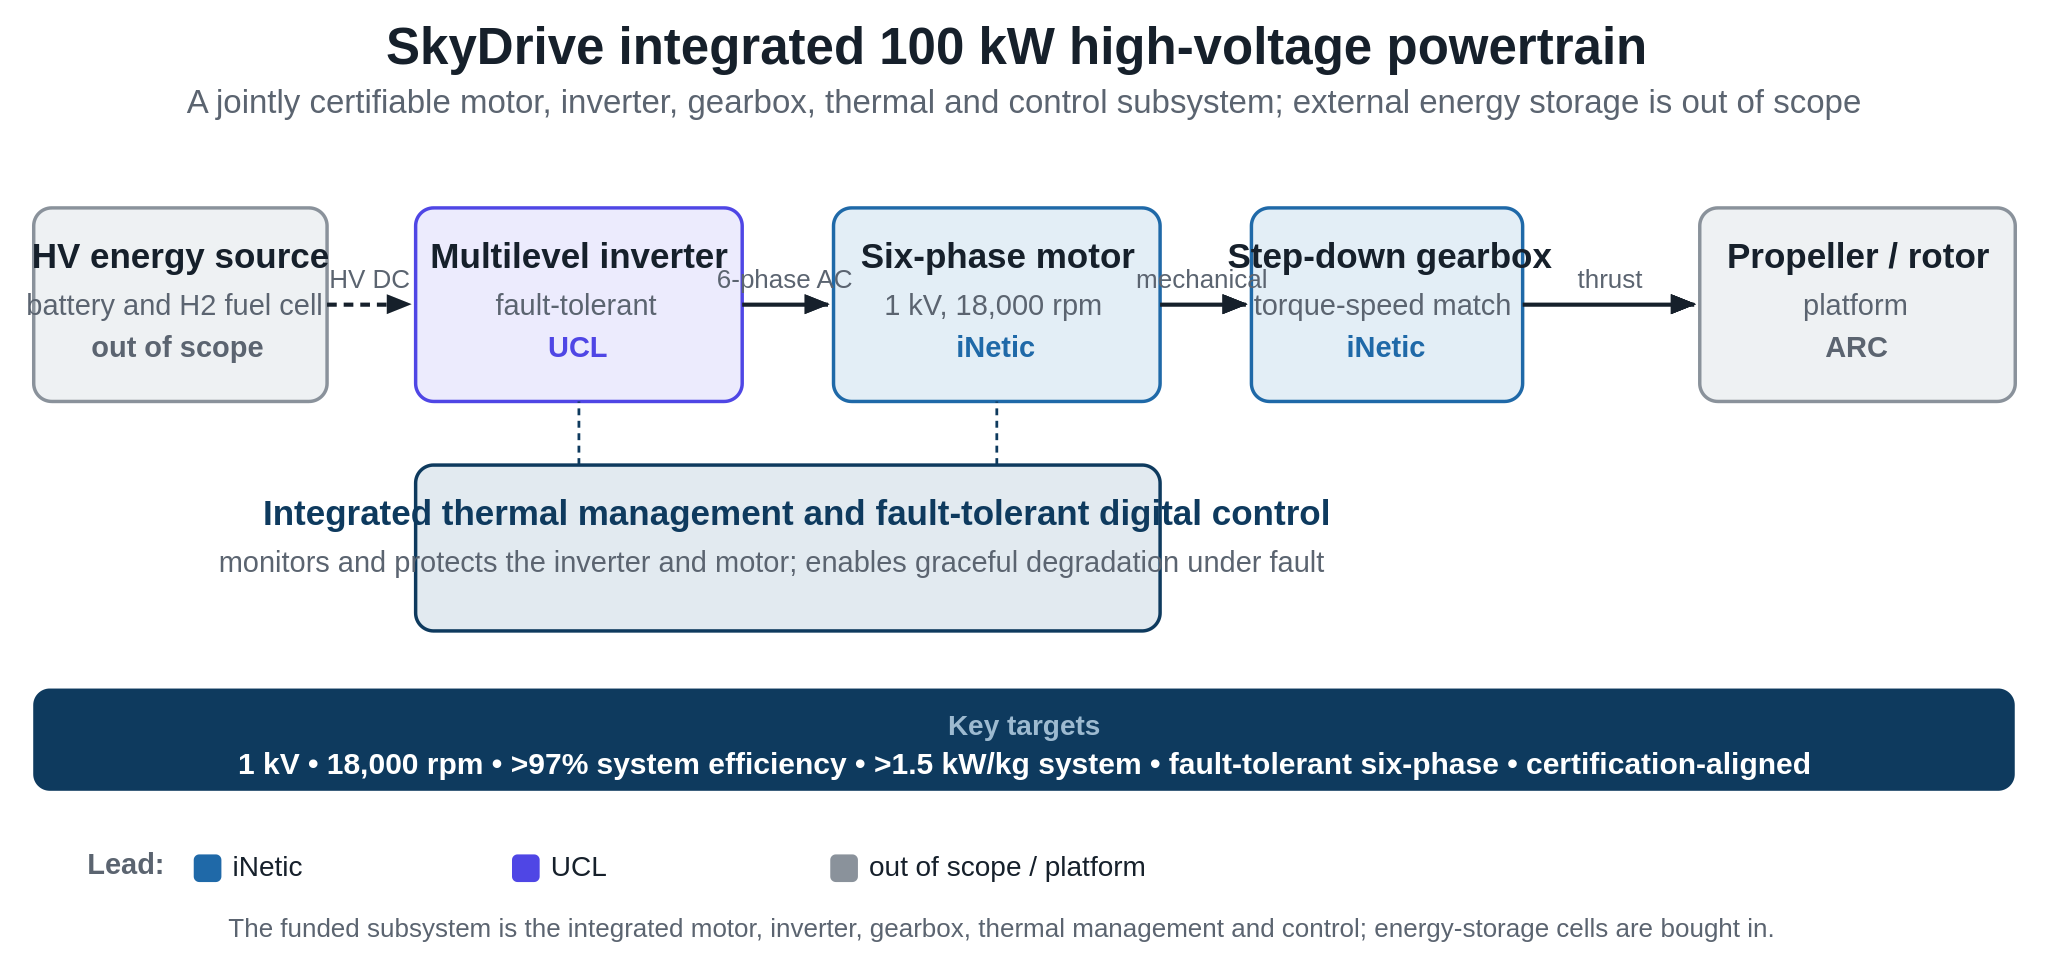 SkyDrive integrated 100 kW high-voltage powertrain
A jointly certifiable motor, inverter, gearbox, thermal and control subsystem; external energy storage is out of scope
HV energy source
battery and H2 fuel cell
out of scope
HV DC
Multilevel inverter
fault-tolerant
UCL
6-phase AC
Six-phase motor
1 kV, 18,000 rpm
iNetic
mechanical
Step-down gearbox
torque-speed match
iNetic
thrust
Propeller / rotor
platform
ARC
Integrated thermal management and fault-tolerant digital control
monitors and protects the inverter and motor; enables graceful degradation under fault
Key targets
1 kV • 18,000 rpm • >97% system efficiency • >1.5 kW/kg system • fault-tolerant six-phase • certification-aligned
Lead:
iNetic
UCL
out of scope / platform
The funded subsystem is the integrated motor, inverter, gearbox, thermal management and control; energy-storage cells are bought in.